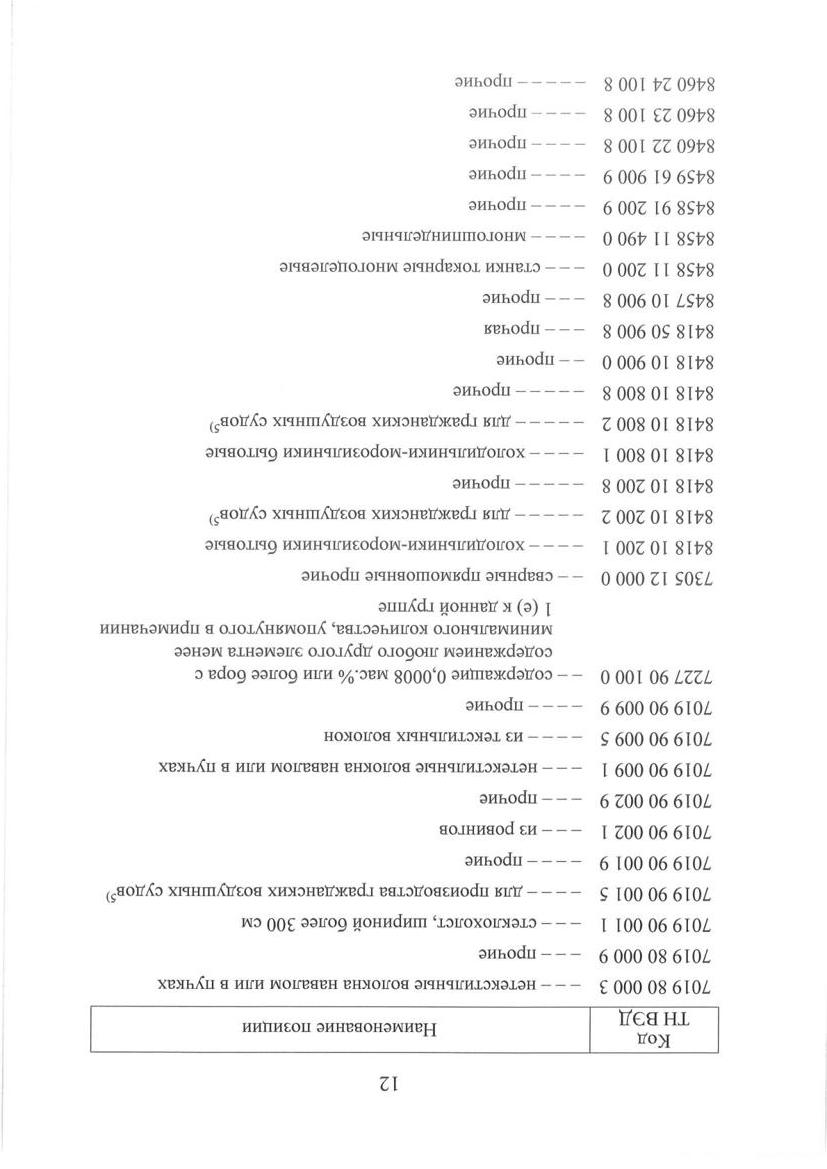 12
Код
ТН ВЭД
Наименование позиции
7019 80 000 3 – – – нетекстильные волокна навалом или в пучках
7019 80 000 9 – – – прочие
7019 90 001 1 – – – стеклохолст, шириной более 300 см
7019 90 001 5 – – – – для производства гражданских воздушных судов5)
7019 90 001 9 – – – – прочие
7019 90 002 1 – – – из ровингов
7019 90 002 9 – – – прочие
7019 90 009 1 – – – нетекстильные волокна навалом или в пучках
7019 90 009 5 – – – – из текстильных волокон
7019 90 009 9 – – – – прочие
7227 90 100 0 – – содержащие 0,0008 мас.% или более бора с
содержанием любого другого элемента менее
минимального количества, упомянутого в примечании
1 (е) к данной группе
7305 12 000 0 – – сварные прямошовные прочие
8418 10 200 1 – – – – холодильники-морозильники бытовые
8418 10 200 2 – – – – – для гражданских воздушных судов5)
8418 10 200 8 – – – – – прочие
8418 10 800 1 – – – – холодильники-морозильники бытовые
8418 10 800 2 – – – – – для гражданских воздушных судов5)
8418 10 800 8 – – – – – прочие
8418 10 900 0 – – прочие
8418 50 900 8 – – – прочая
8457 10 900 8 – – – прочие
8458 11 200 0 – – – станки токарные многоцелевые
8458 11 490 0 – – – – многошпиндельные
8458 91 200 9 – – – – прочие
8459 61 900 9 – – – – прочие
8460 22 100 8 – – – – прочие
8460 23 100 8 – – – – прочие
8460 24 100 8 – – – – – прочие